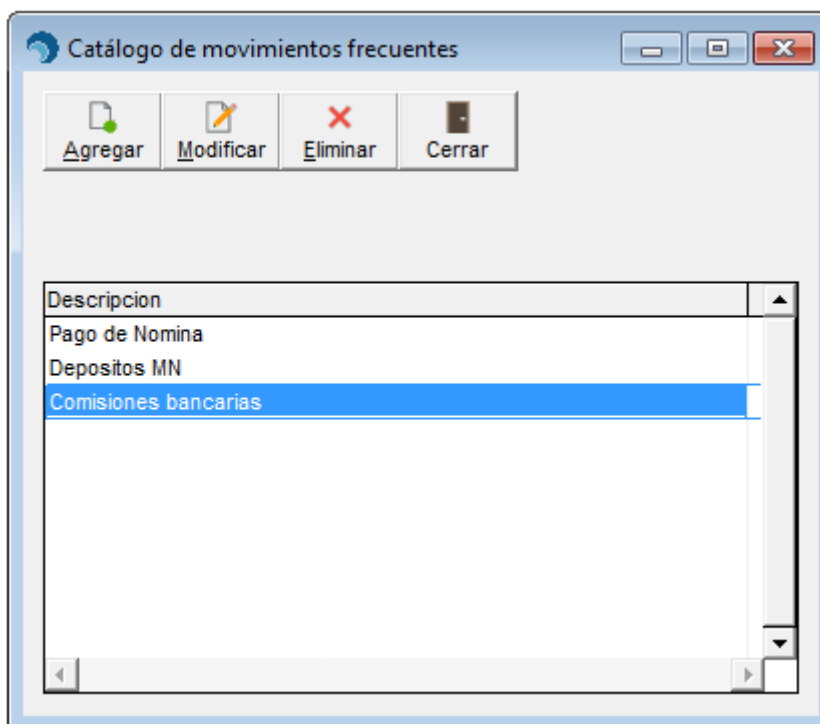 Catálogo de movimientos frecuentes
Agregar Modificar Eliminar Cerrar
Descripcion
Pago de Nomina
Depositos MN
Comisiones bancarias